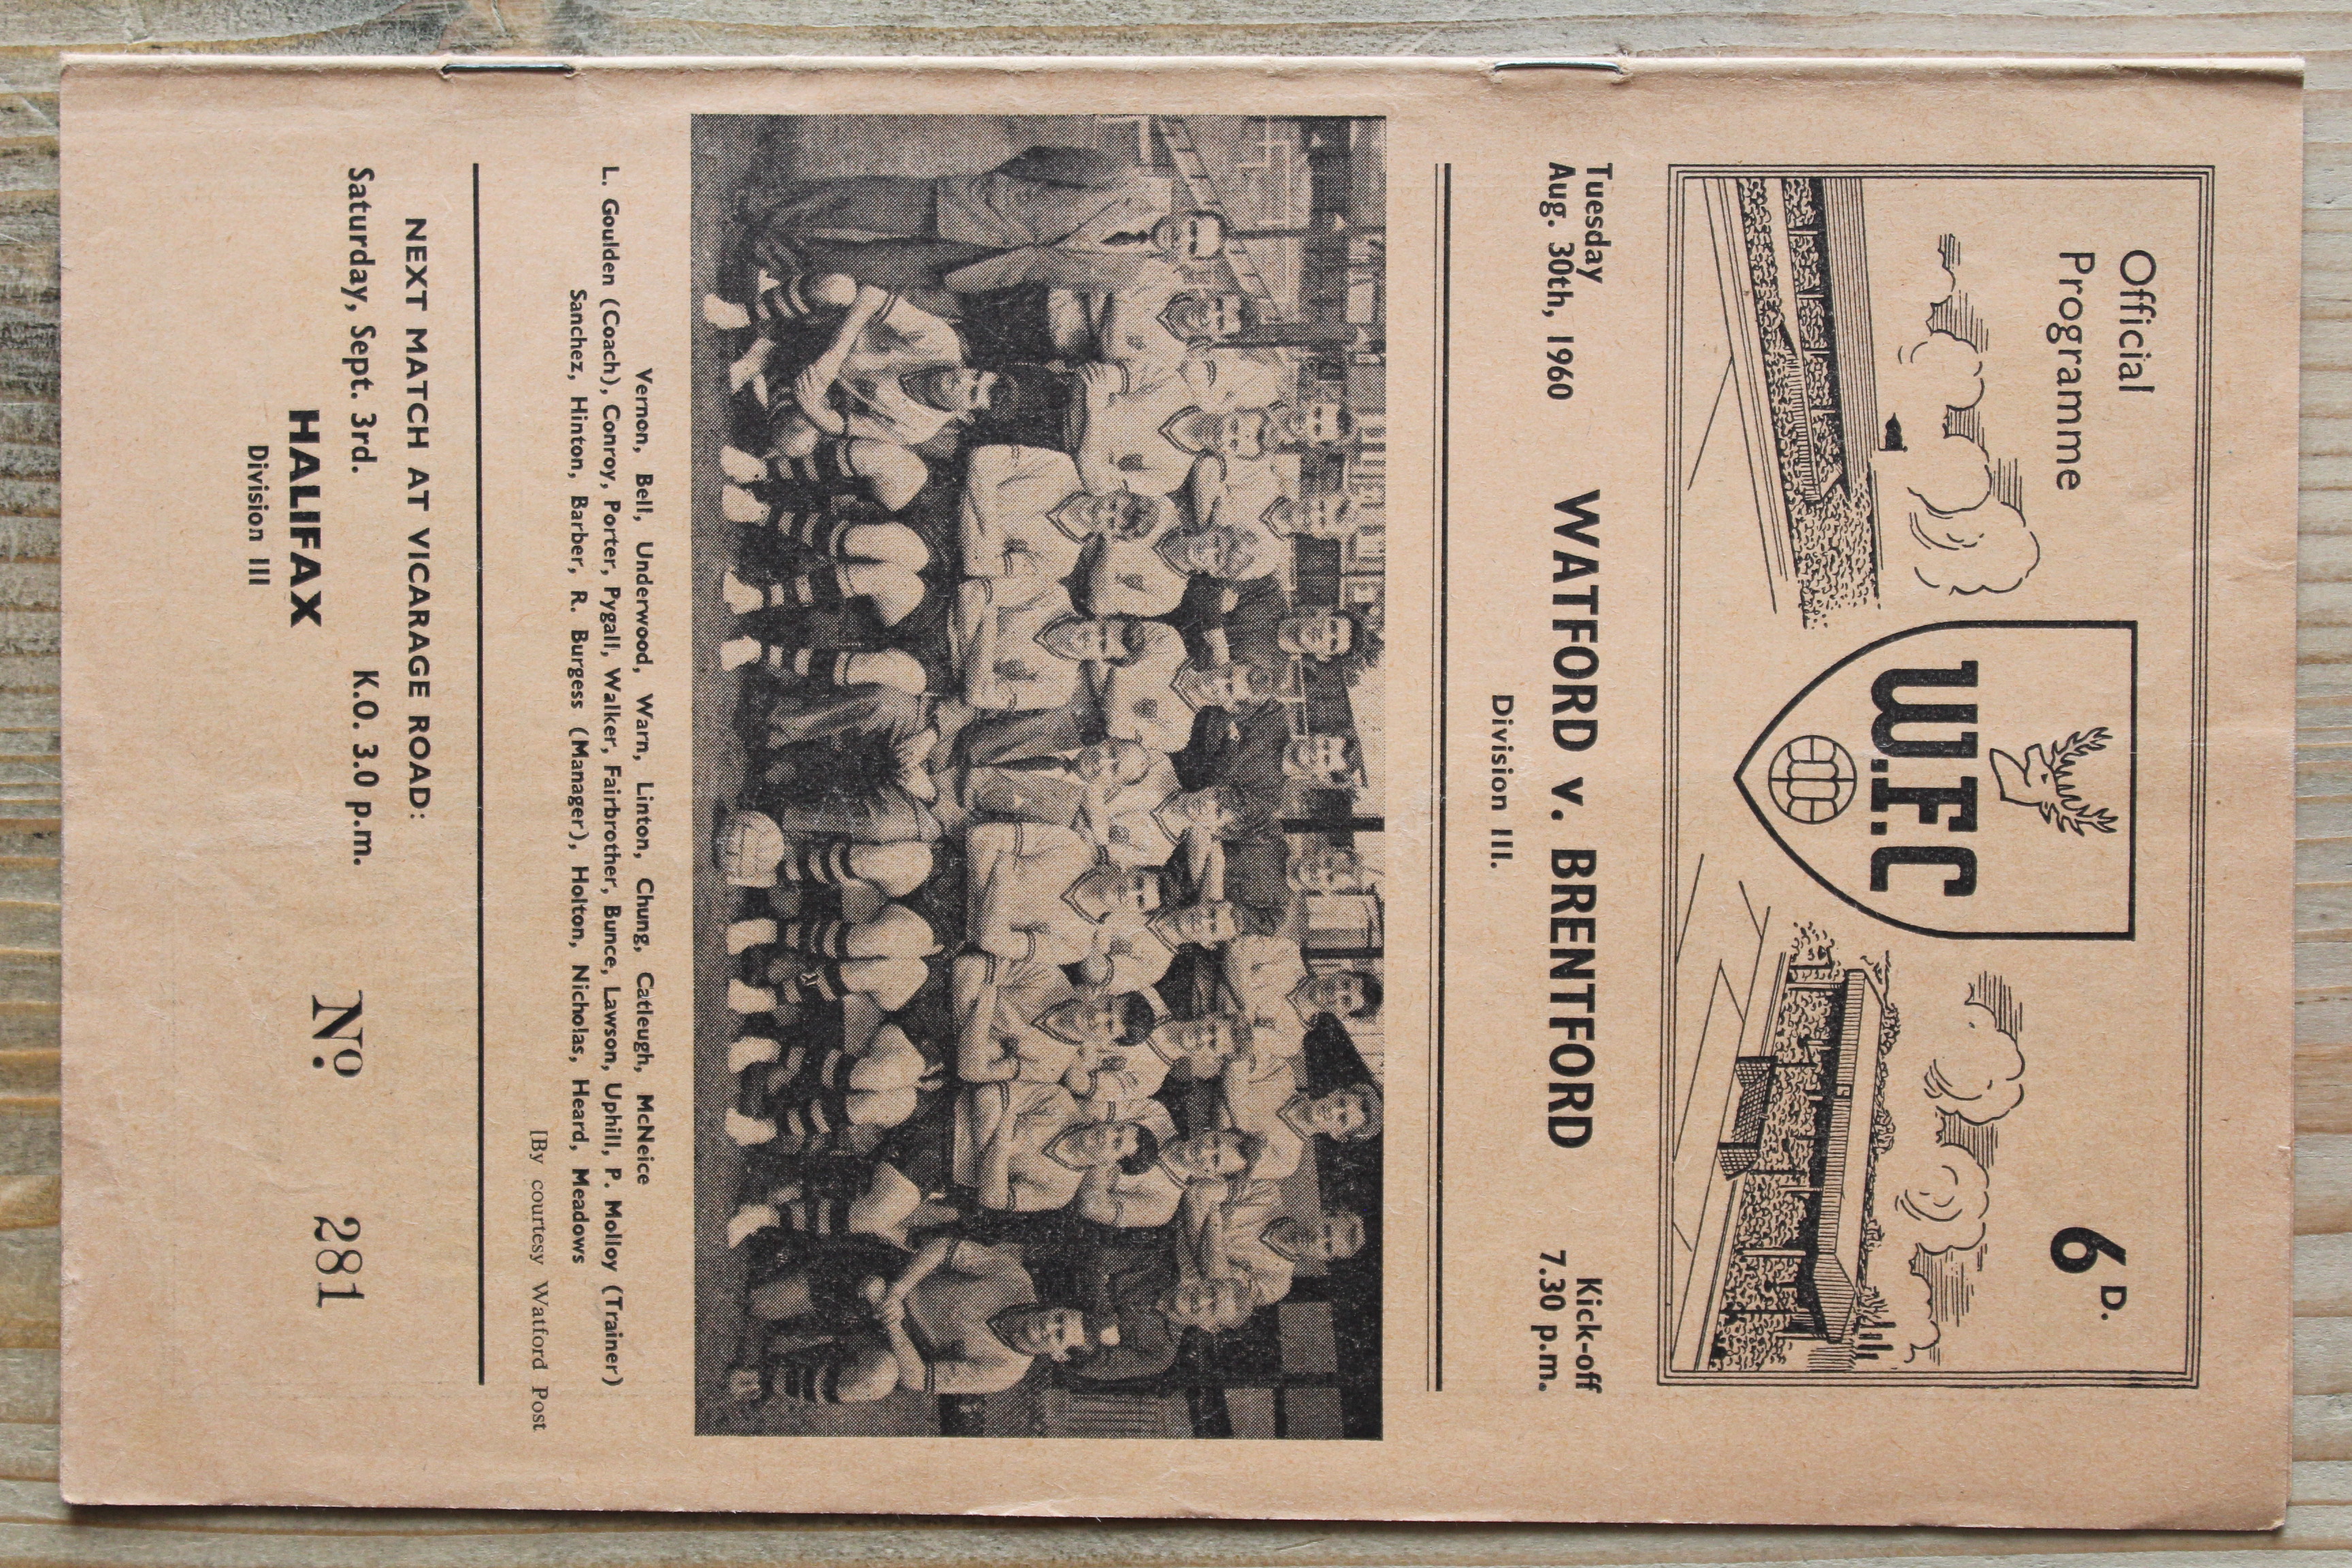 Official
Programme
6D.
W.F.C
Tuesday
Aug. 30th, 1960
WATFORD v. BRENTFORD
Kick-off
7.30 p.m.
Division III.
Vernon, Bell, Underwood, Warn, Linton, Chung, Catleugh, McNeice
L. Goulden (Coach), Conroy, Porter, Pygall, Walker, Fairbrother, Bunce, Lawson, Uphill, P. Molloy (Trainer)
Sanchez, Hinton, Barber, R. Burgess (Manager), Holton, Nicholas, Heard, Meadows
[By courtesy Watford Post
NEXT MATCH AT VICARAGE ROAD:
Saturday, Sept. 3rd. K.O. 3.0 p.m.
HALIFAX
Division III
Nº. 281